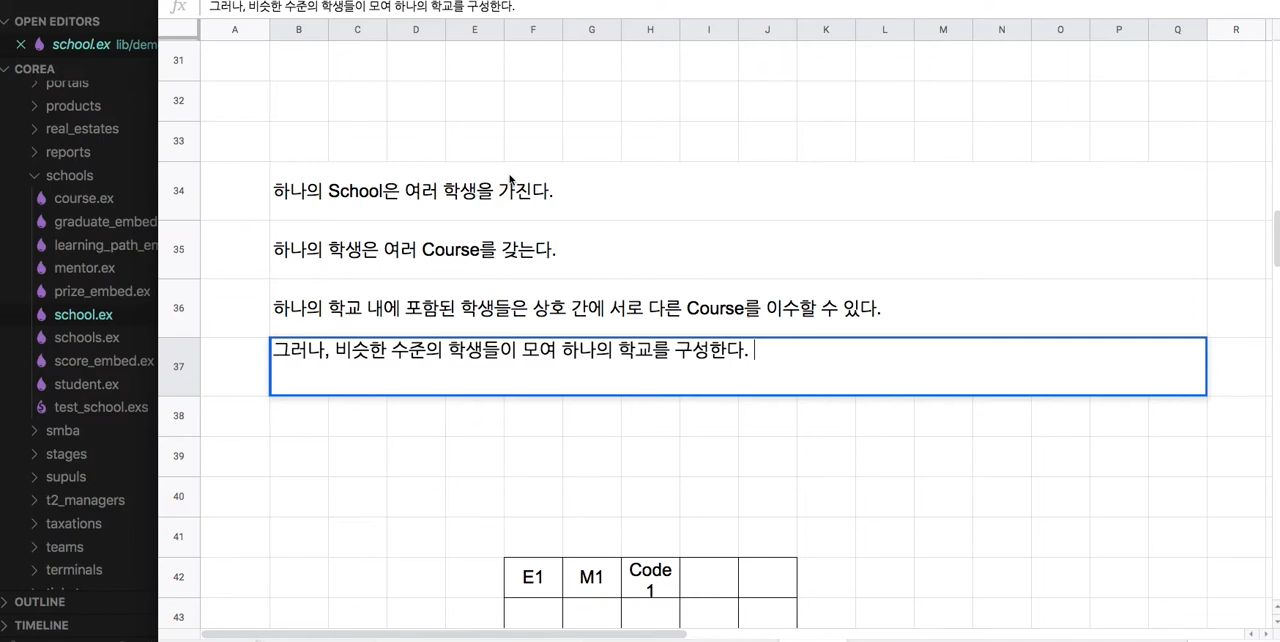 그러나, 비슷한 수준의 학생들이 모여 하나의 학교를 구성한다.
OPEN EDITORS
school.ex lib/dem
COREA
portals
products
real_estates
reports
schools
course.ex
graduate_embed
learning_path_em
mentor.ex
prize_embed.ex
school.ex
schools.ex
score_embed.ex
student.ex
test_school.exs
smba
stages
supuls
t2_managers
taxations
teams
terminals
OUTLINE
TIMELINE
A B C D E F G H I J K L M N O P Q R
31
32
33
34 하나의 School은 여러 학생을 가진다.
35 하나의 학생은 여러 Course를 갖는다.
36 하나의 학교 내에 포함된 학생들은 상호 간에 서로 다른 Course를 이수할 수 있다.
37 그러나, 비슷한 수준의 학생들이 모여 하나의 학교를 구성한다.
38
39
40
41
42 E1 M1 Code 1
43